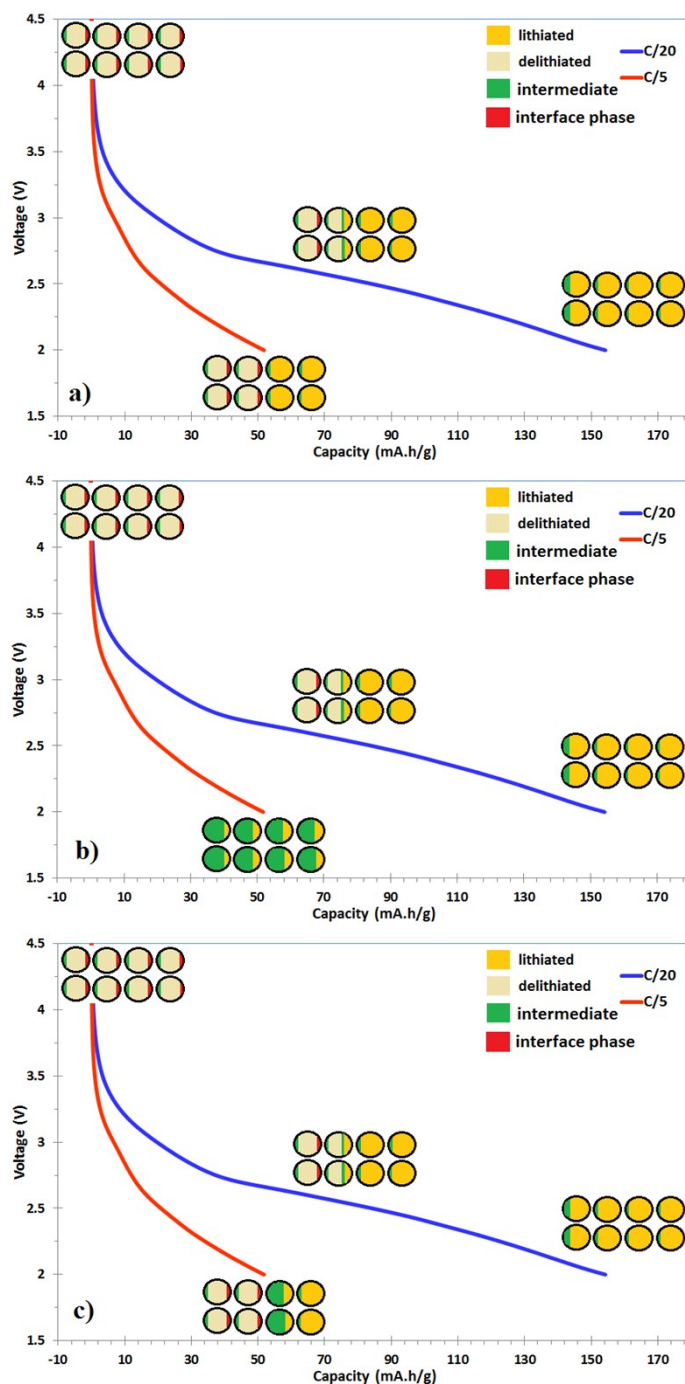 4.5
4
3.5
3
2.5
2
1.5
Voltage (V)
lithiated
delithiated
intermediate
interface phase
C/20
C/5
a)
-10 10 30 50 70 90 110 130 150 170
Capacity (mA.h/g)
4.5
4
3.5
3
2.5
2
1.5
Voltage (V)
lithiated
delithiated
intermediate
interface phase
C/20
C/5
b)
-10 10 30 50 70 90 110 130 150 170
Capacity (mA.h/g)
4.5
4
3.5
3
2.5
2
1.5
Voltage (V)
lithiated
delithiated
intermediate
interface phase
C/20
C/5
c)
-10 10 30 50 70 90 110 130 150 170
Capacity (mA.h/g)